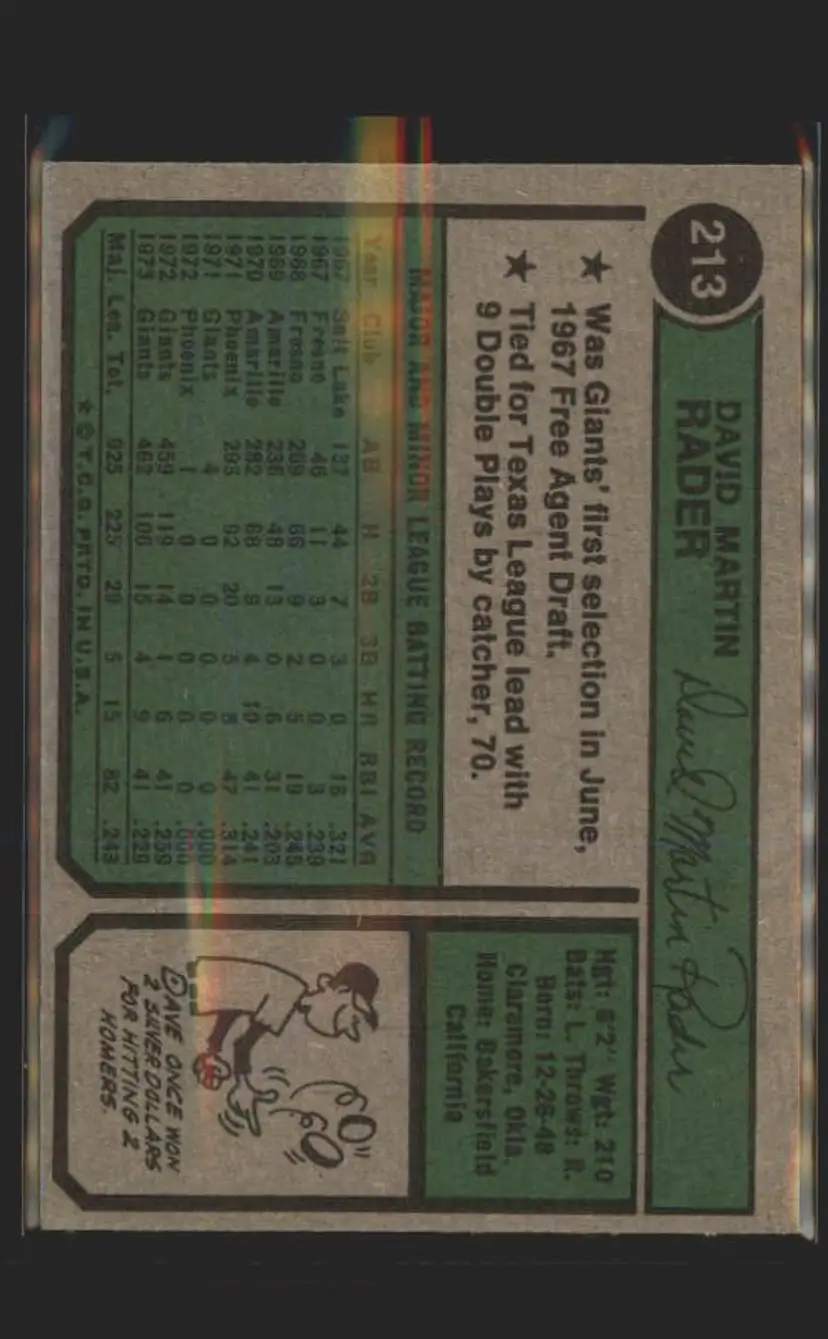 213
DAVID MARTIN
RADER
David Martin Rader
★ Was Giants' first selection in June,
1967 Free Agent Draft.
★ Tied for Texas League lead with
9 Double Plays by catcher, 70.
Hgt: 6'2" Wgt: 210
Bats: L. Throws: R.
Born: 12-26-48
Claremore, Okla.
Home: Bakersfield
California
MAJOR AND MINOR LEAGUE BATTING RECORD
Year Club AB H 2B 3B HR RBI AVG
1967 Salt Lake 137 44 7 3 0 16 .321
1967 Fresno 46 11 3 0 0 3 .239
1968 Fresno 269 66 9 2 5 19 .245
1969 Amarillo 236 48 13 0 6 31 .203
1970 Amarillo 282 68 8 4 10 41 .241
1971 Phoenix 293 92 20 5 8 47 .314
1971 Giants 4 0 0 0 0 0 .000
1972 Phoenix 1 0 0 0 0 0 .000
1972 Giants 459 119 14 1 6 41 .259
1973 Giants 462 106 15 4 9 41 .229
Maj. Lea. Tot. 925 225 29 5 15 82 .243
★ © T.C.G. PRTD. IN U.S.A.
DAVE ONCE WON
2 SILVER DOLLARS
FOR HITTING 2
HOMERS.